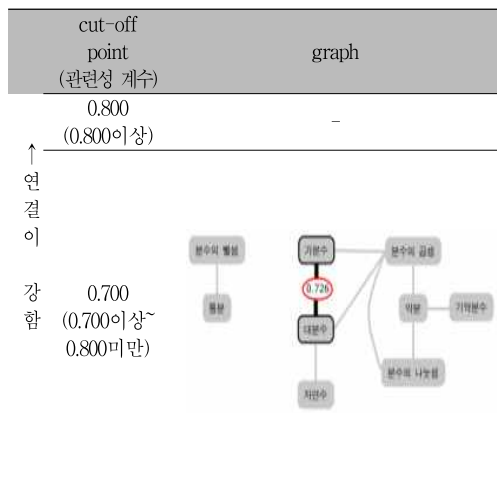 cut-off
point
(관련성 계수)
graph
0.800
(0.800이상)
-
↑
연
결
이
강
함
0.700
(0.700이상~
0.800미만)
분수의 뺄셈
가분수
분수의 곱셈
0.726
통분
대분수
약분
기약분수
자연수
분수의 나눗셈